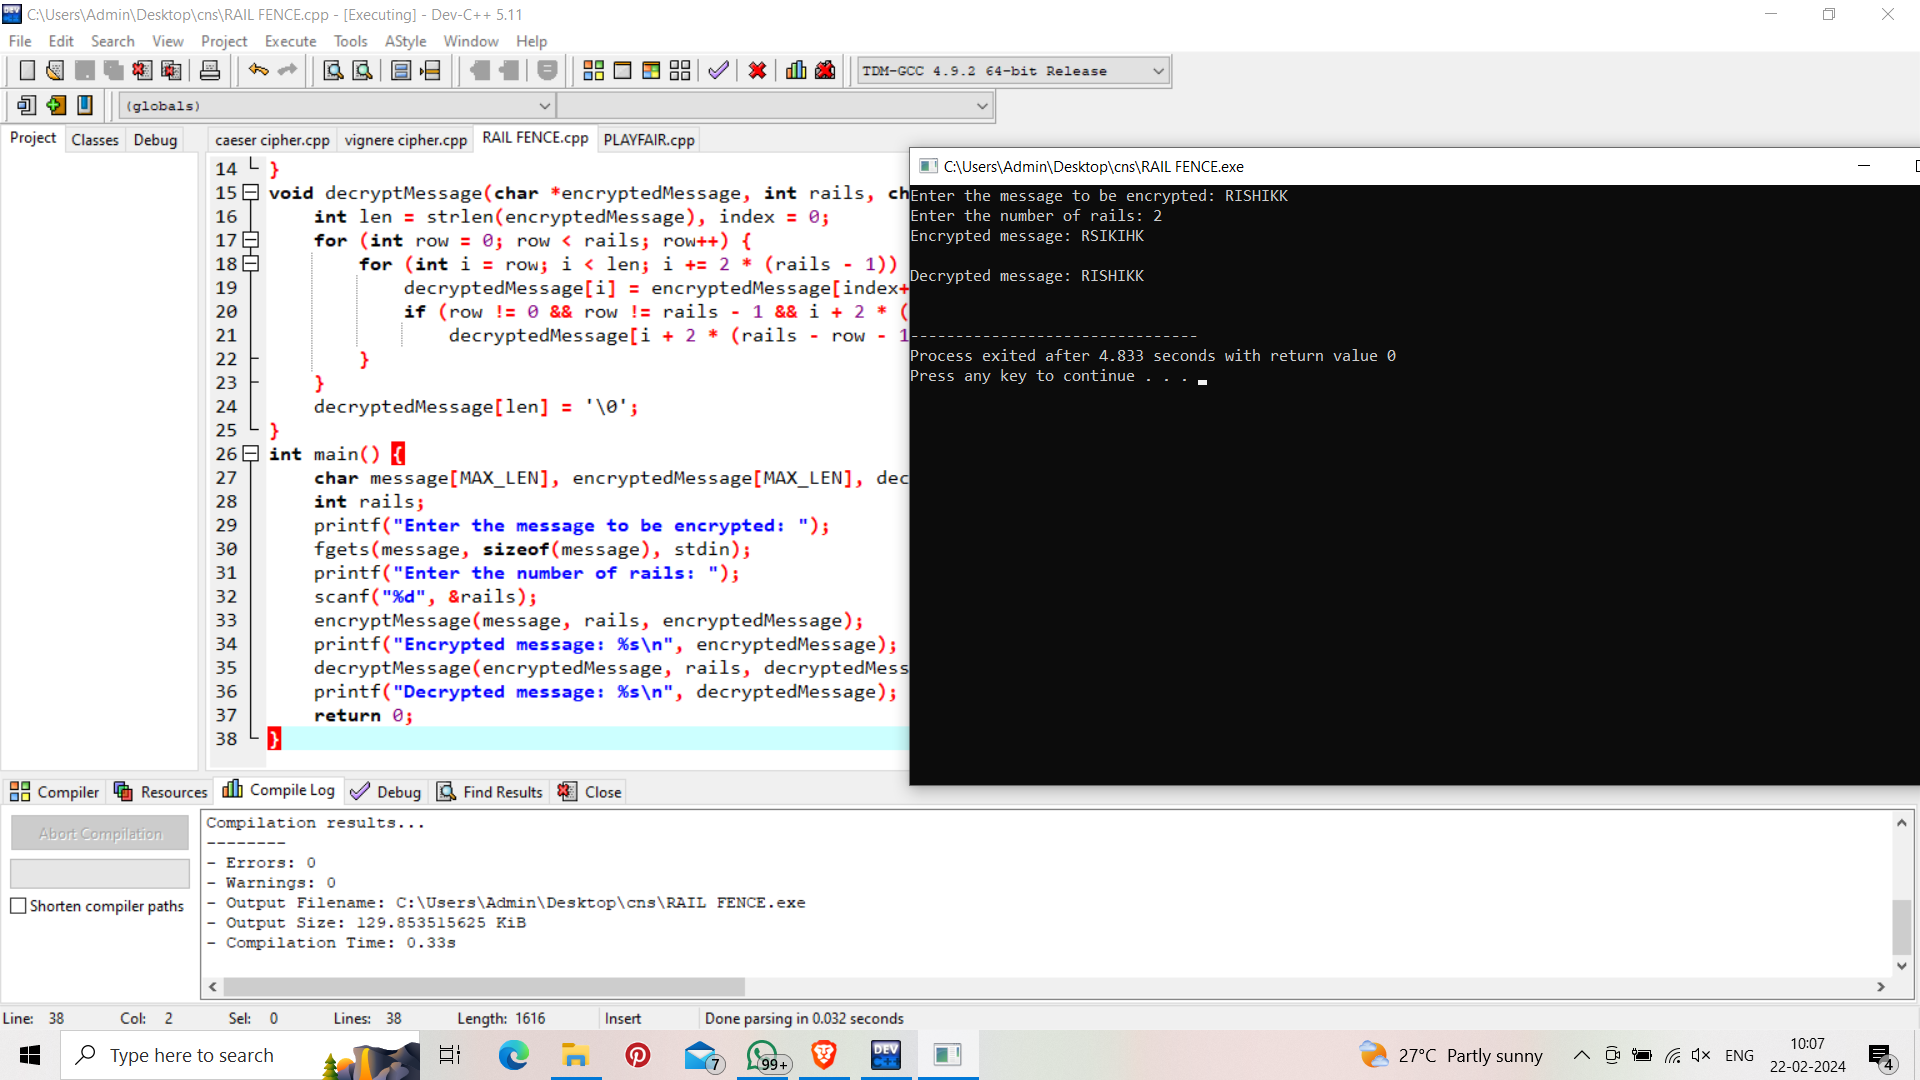 C:\Users\Admin\Desktop\cns\RAIL FENCE.cpp - [Executing] - Dev-C++ 5.11
File Edit Search View Project Execute Tools AStyle Window Help
TDM-GCC 4.9.2 64-bit Release
(globals)
Project Classes Debug
caeser cipher.cpp vignere cipher.cpp RAIL FENCE.cpp PLAYFAIR.cpp
14 }
15 void decryptMessage(char *encryptedMessage, int rails, ch
16 int len = strlen(encryptedMessage), index = 0;
17 for (int row = 0; row < rails; row++) {
18 for (int i = row; i < len; i += 2 * (rails - 1))
19 decryptedMessage[i] = encryptedMessage[index+
20 if (row != 0 && row != rails - 1 && i + 2 * (
21 decryptedMessage[i + 2 * (rails - row - 1
22 }
23 }
24 decryptedMessage[len] = '\0';
25 }
26 int main() {
27 char message[MAX_LEN], encryptedMessage[MAX_LEN], dec
28 int rails;
29 printf("Enter the message to be encrypted: ");
30 fgets(message, sizeof(message), stdin);
31 printf("Enter the number of rails: ");
32 scanf("%d", &rails);
33 encryptMessage(message, rails, encryptedMessage);
34 printf("Encrypted message: %s\n", encryptedMessage);
35 decryptMessage(encryptedMessage, rails, decryptedMess
36 printf("Decrypted message: %s\n", decryptedMessage);
37 return 0;
38 }
C:\Users\Admin\Desktop\cns\RAIL FENCE.exe
Enter the message to be encrypted: RISHIKK
Enter the number of rails: 2
Encrypted message: RSIKIHK
Decrypted message: RISHIKK
--------------------------------
Process exited after 4.833 seconds with return value 0
Press any key to continue . . .
Compiler Resources Compile Log Debug Find Results Close
Abort Compilation
Shorten compiler paths
Compilation results...
--------
- Errors: 0
- Warnings: 0
- Output Filename: C:\Users\Admin\Desktop\cns\RAIL FENCE.exe
- Output Size: 129.853515625 KiB
- Compilation Time: 0.33s
Line: 38 Col: 2 Sel: 0 Lines: 38 Length: 1616 Insert Done parsing in 0.032 seconds
Type here to search
7
99+
DEV
27°C Partly sunny
ENG
10:07
22-02-2024
4